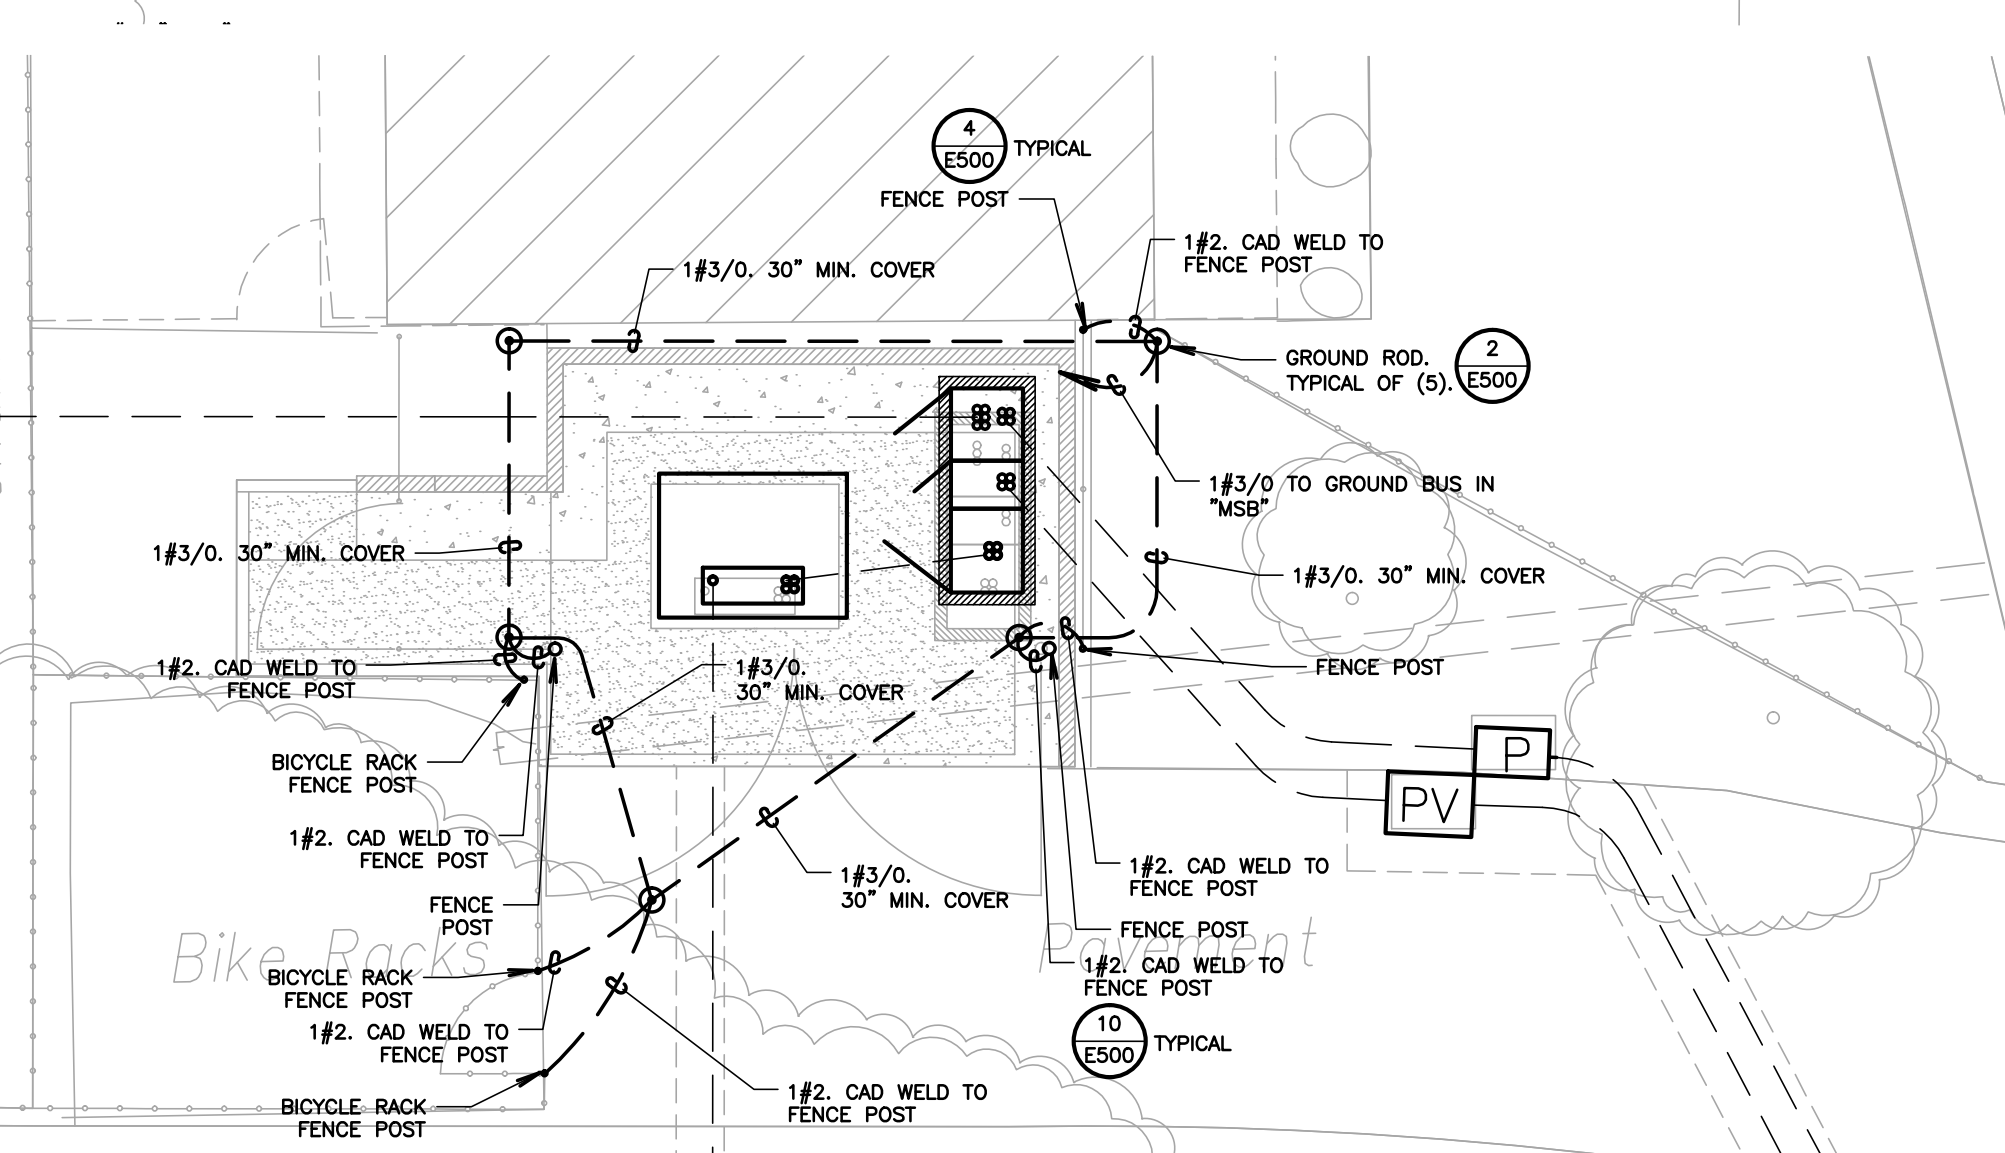 4
E500
TYPICAL
FENCE POST
1#2. CAD WELD TO
FENCE POST
1#3/0. 30" MIN. COVER
GROUND ROD.
TYPICAL OF (5).
2
E500
1#3/0 TO GROUND BUS IN
"MSB"
1#3/0. 30" MIN. COVER
1#3/0. 30" MIN. COVER
1#2. CAD WELD TO
FENCE POST
1#3/0.
30" MIN. COVER
FENCE POST
BICYCLE RACK
FENCE POST
P
PV
1#2. CAD WELD TO
FENCE POST
1#3/0.
30" MIN. COVER
1#2. CAD WELD TO
FENCE POST
FENCE
POST
FENCE POST
Bike Racks
Pavement
BICYCLE RACK
FENCE POST
1#2. CAD WELD TO
FENCE POST
1#2. CAD WELD TO
FENCE POST
10
E500
TYPICAL
BICYCLE RACK
FENCE POST
1#2. CAD WELD TO
FENCE POST